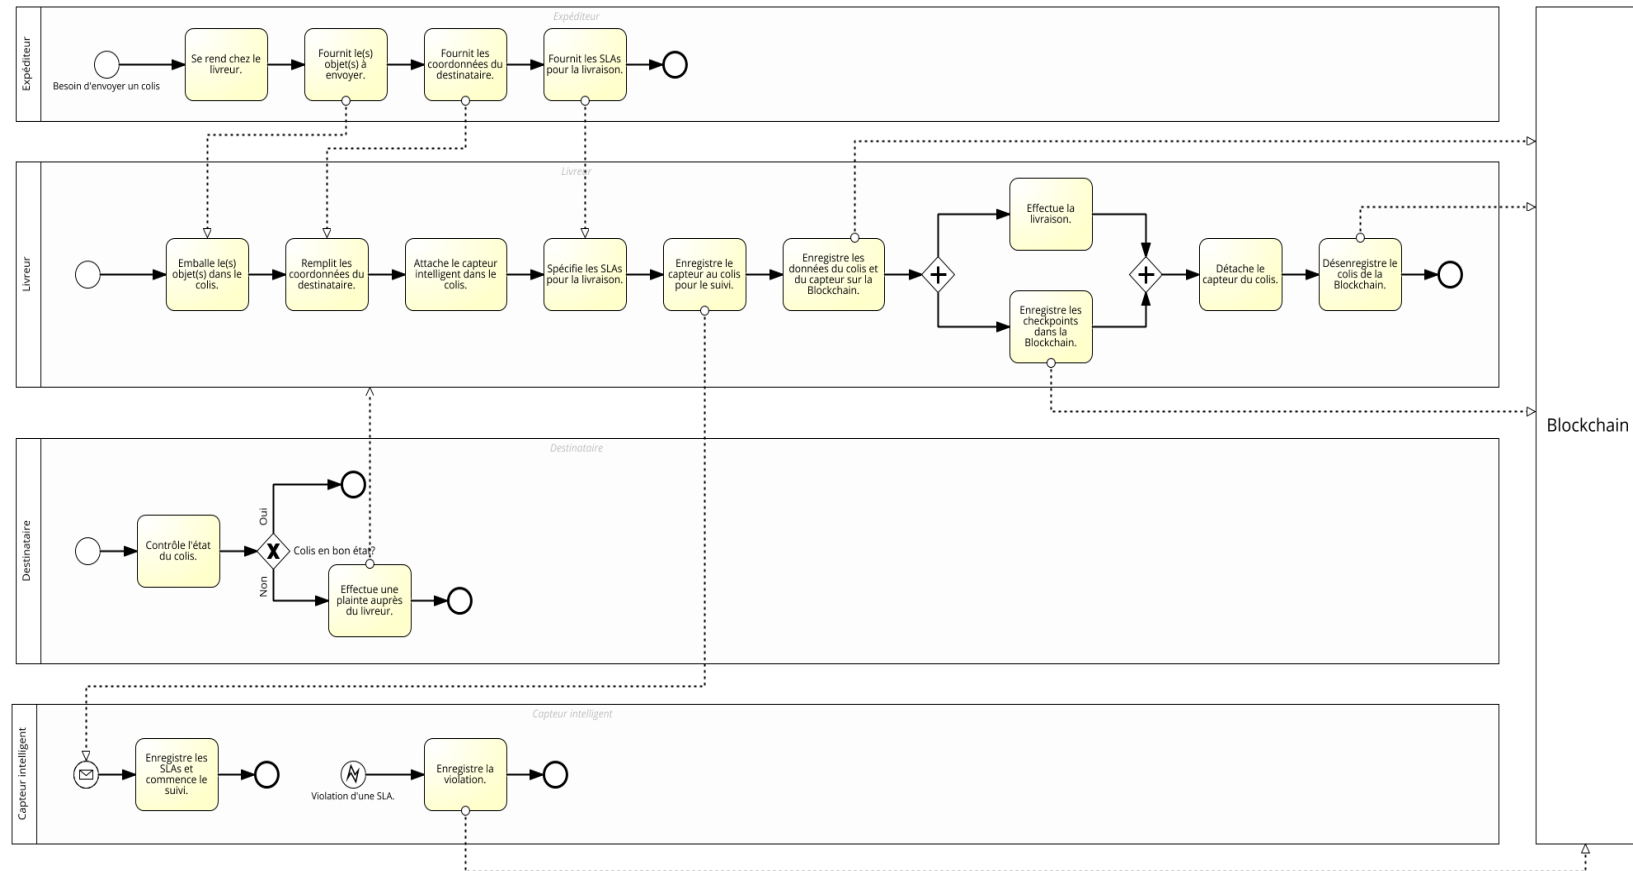 Expéditeur
Expéditeur
Besoin d'envoyer un colis
Se rend chez le
livreur.
Fournit le(s)
objet(s) à
envoyer.
Fournit les
coordonnées du
destinataire.
Fournit les SLAs
pour la livraison.
Livreur
Livreur
Emballe le(s)
objet(s) dans le
colis.
Remplit les
coordonnées du
destinataire.
Attache le capteur
intelligent dans le
colis.
Spécifie les SLAs
pour la livraison.
Enregistre le
capteur au colis
pour le suivi.
Enregistre les
données du colis et
du capteur sur la
Blockchain.
Effectue la
livraison.
Enregistre les
checkpoints
dans la
Blockchain.
Détache le
capteur du colis.
Désenregistre le
colis de la
Blockchain.
Blockchain
Destinataire
Destinataire
Contrôle l'état
du colis.
Oui
Colis en bon état?
Non
Effectue une
plainte auprès
du livreur.
Capteur intelligent
Capteur intelligent
Enregistre les
SLAs et
commence le
suivi.
Violation d'une SLA.
Enregistre la
violation.